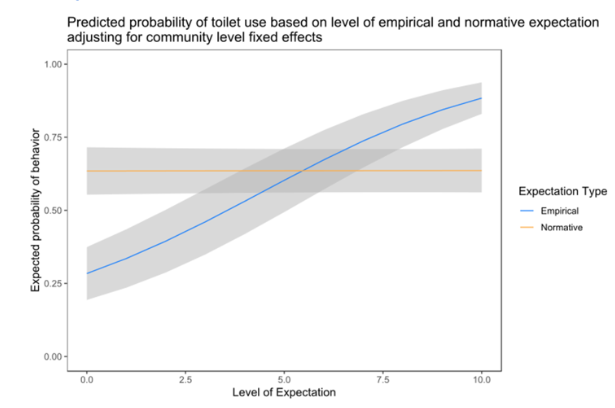 Predicted probability of toilet use based on level of empirical and normative expectation
adjusting for community level fixed effects
1.00
0.75
0.50
0.25
0.00
Expected probability of behavior
0.0
2.5
5.0
7.5
10.0
Level of Expectation
Expectation Type
Empirical
Normative